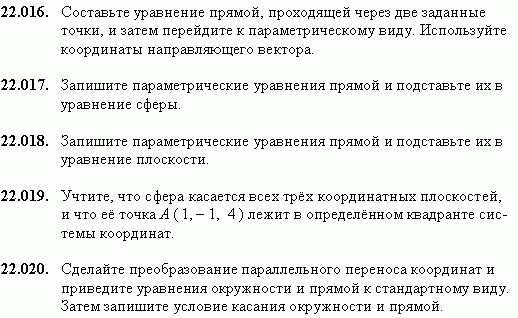 22.016. Составьте уравнение прямой, проходящей через две заданные
точки, и затем перейдите к параметрическому виду. Используйте
координаты направляющего вектора.
22.017. Запишите параметрические уравнения прямой и подставьте их в
уравнение сферы.
22.018. Запишите параметрические уравнения прямой и подставьте их в
уравнение плоскости.
22.019. Учтите, что сфера касается всех трёх координатных плоскостей,
и что её точка A ( 1, – 1, 4 ) лежит в определённом квадранте сис-
темы координат.
22.020. Сделайте преобразование параллельного переноса координат и
приведите уравнения окружности и прямой к стандартному виду.
Затем запишите условие касания окружности и прямой.